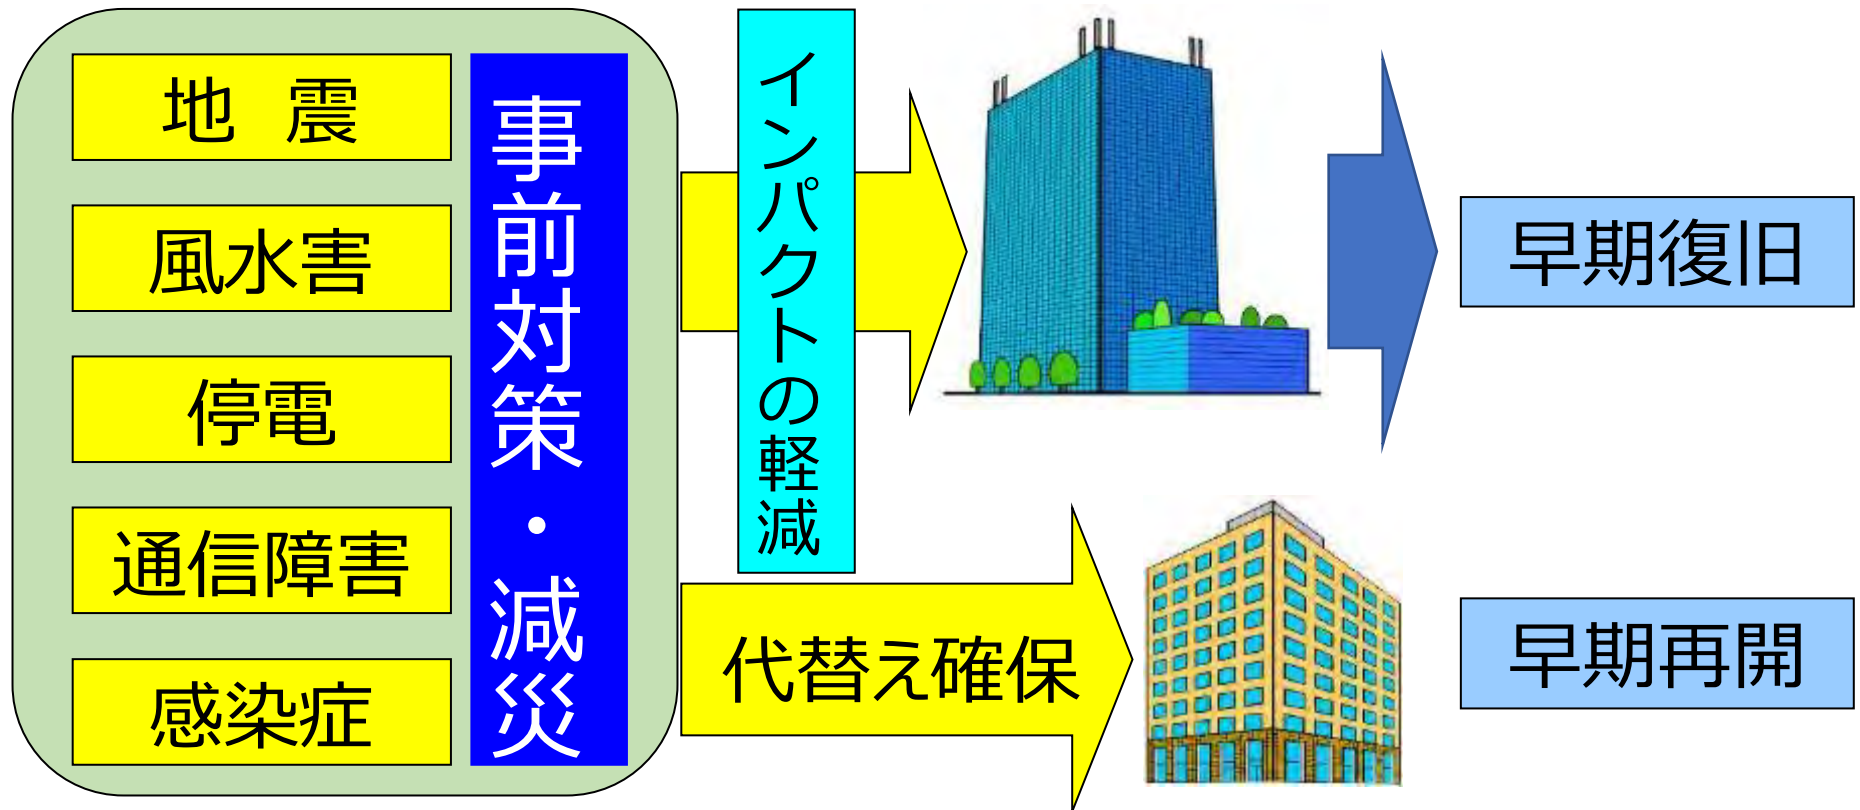 地 震
風水害
停電
通信障害
感染症
事前対策・減災
インパクトの軽減
代替え確保
早期復旧
早期再開